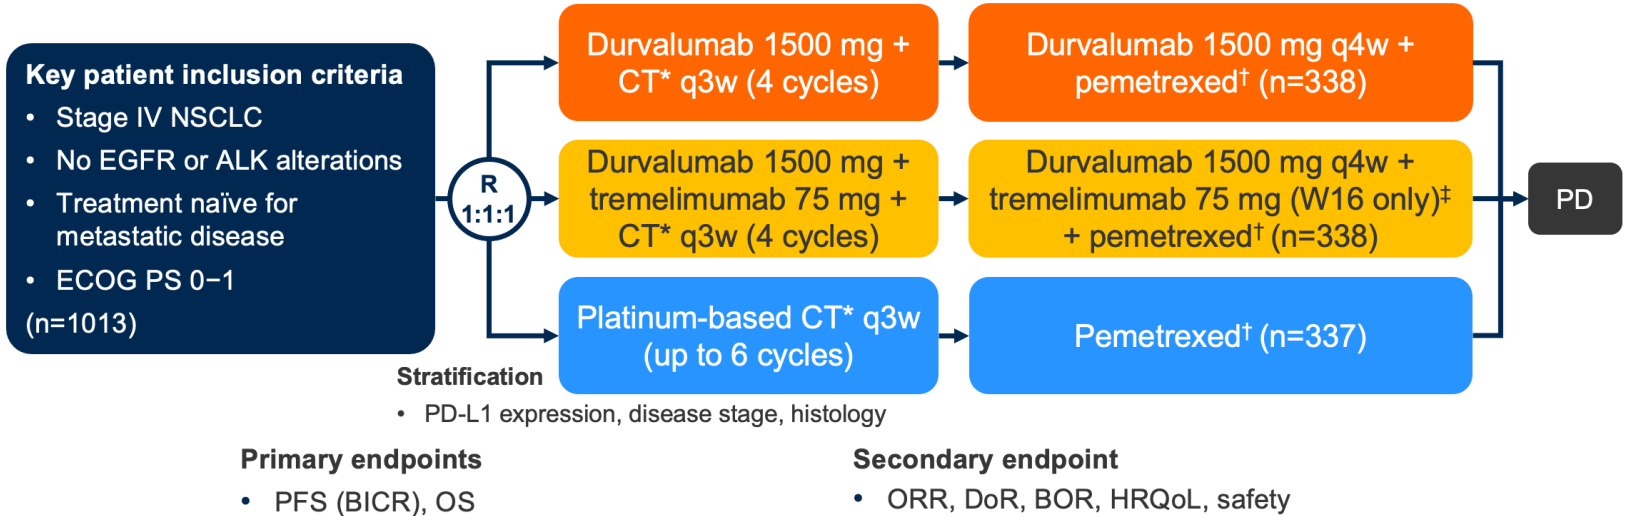 Key patient inclusion criteria
• Stage IV NSCLC
• No EGFR or ALK alterations
• Treatment naïve for
metastatic disease
• ECOG PS 0−1
(n=1013)
R
1:1:1
Durvalumab 1500 mg +
CT* q3w (4 cycles)
Durvalumab 1500 mg q4w +
pemetrexed† (n=338)
Durvalumab 1500 mg +
tremelimumab 75 mg +
CT* q3w (4 cycles)
Durvalumab 1500 mg q4w +
tremelimumab 75 mg (W16 only)‡
+ pemetrexed† (n=338)
Platinum-based CT* q3w
(up to 6 cycles)
Pemetrexed† (n=337)
PD
Stratification
• PD-L1 expression, disease stage, histology
Primary endpoints
• PFS (BICR), OS
Secondary endpoint
• ORR, DoR, BOR, HRQoL, safety